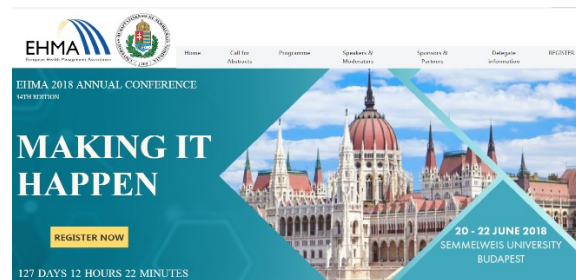 EHMA
European Health Management Association
Home
Call for
Abstracts
Programme
Speakers &
Moderators
Sponsors &
Partners
Delegate
information
REGISTER
EHMA 2018 ANNUAL CONFERENCE
14TH EDITION
MAKING IT
HAPPEN
REGISTER NOW
127 DAYS 12 HOURS 22 MINUTES
20 - 22 JUNE 2018
SEMMELWEIS UNIVERSITY
BUDAPEST